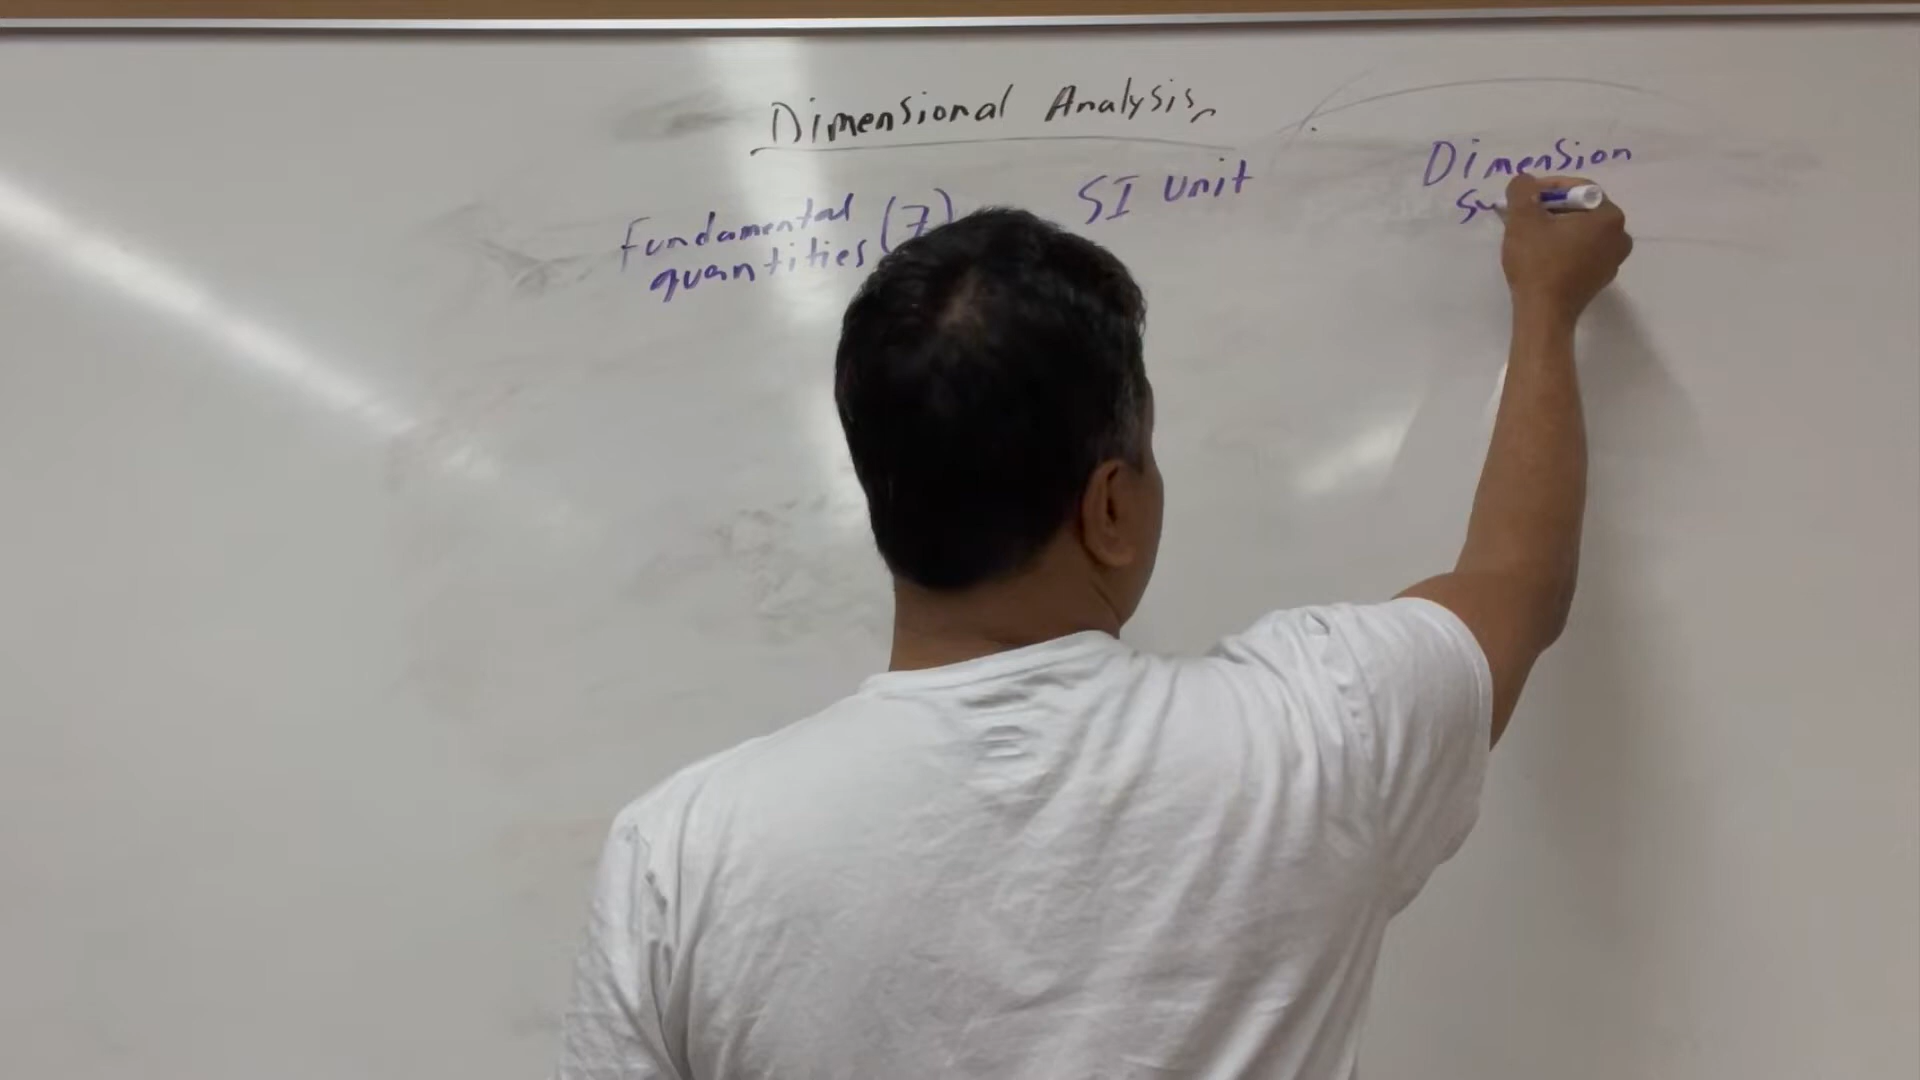 Dimensional Analysis
Fundamental (7) SI Unit Dimension
quantities